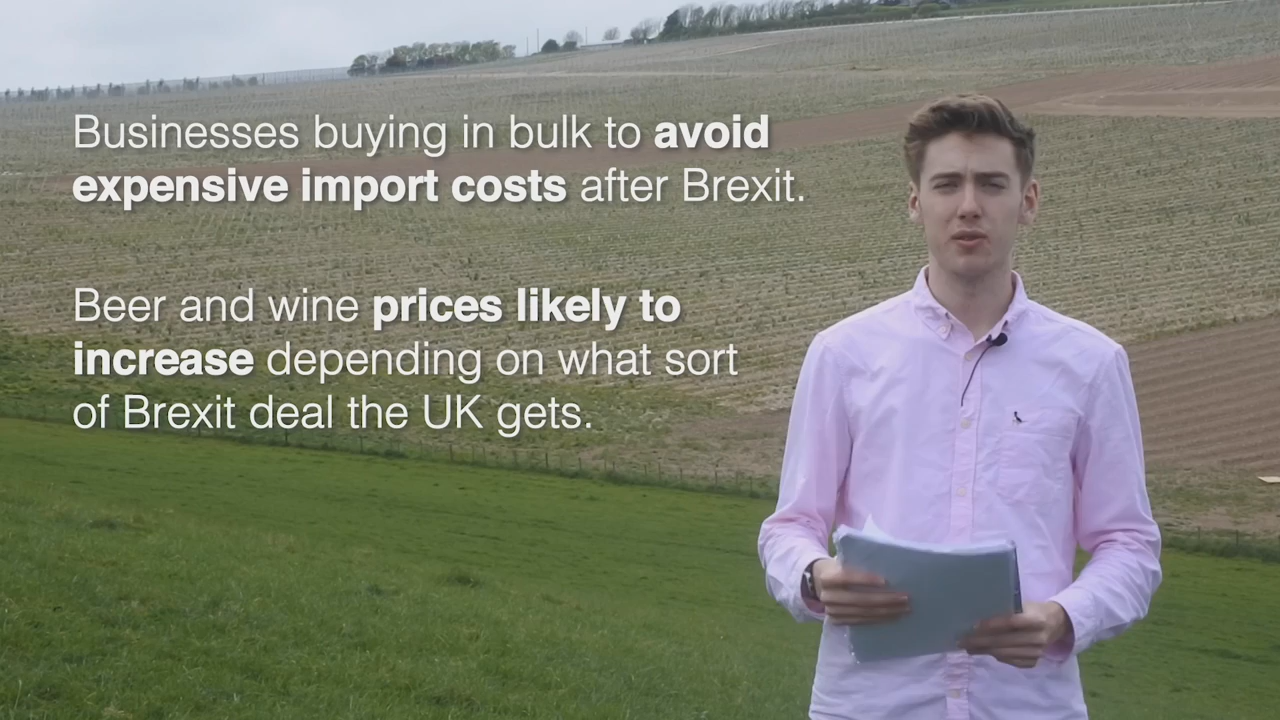 Businesses buying in bulk to avoid
expensive import costs after Brexit.
Beer and wine prices likely to
increase depending on what sort
of Brexit deal the UK gets.